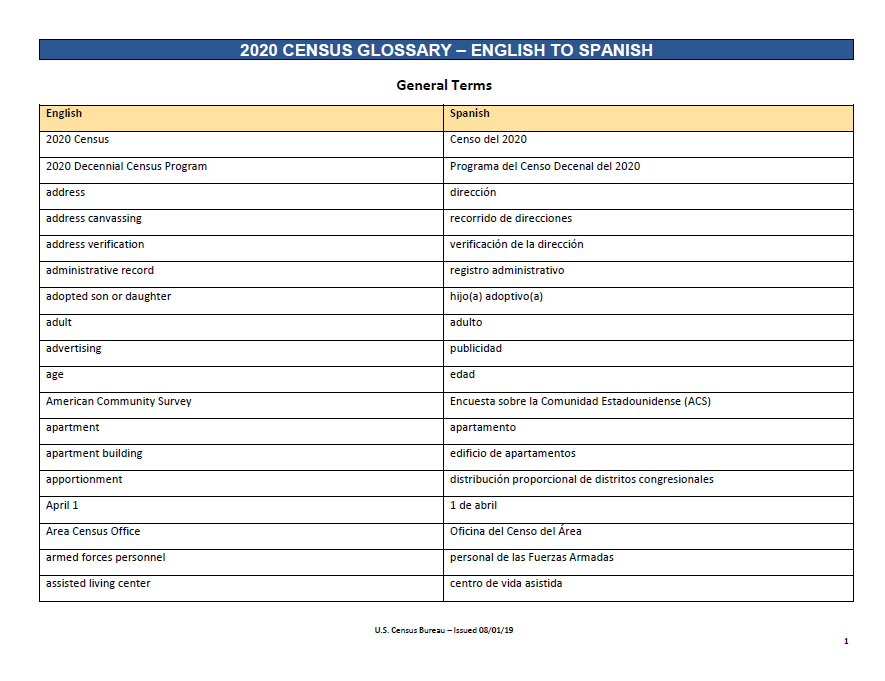 2020 CENSUS GLOSSARY – ENGLISH TO SPANISH
General Terms
English Spanish
2020 Census Censo del 2020
2020 Decennial Census Program Programa del Censo Decenal del 2020
address dirección
address canvassing recorrido de direcciones
address verification verificación de la dirección
administrative record registro administrativo
adopted son or daughter hijo(a) adoptivo(a)
adult adulto
advertising publicidad
age edad
American Community Survey Encuesta sobre la Comunidad Estadounidense (ACS)
apartment apartamento
apartment building edificio de apartamentos
apportionment distribución proporcional de distritos congresionales
April 1 1 de abril
Area Census Office Oficina del Censo del Área
armed forces personnel personal de las Fuerzas Armadas
assisted living center centro de vida asistida
U.S. Census Bureau – Issued 08/01/19
1